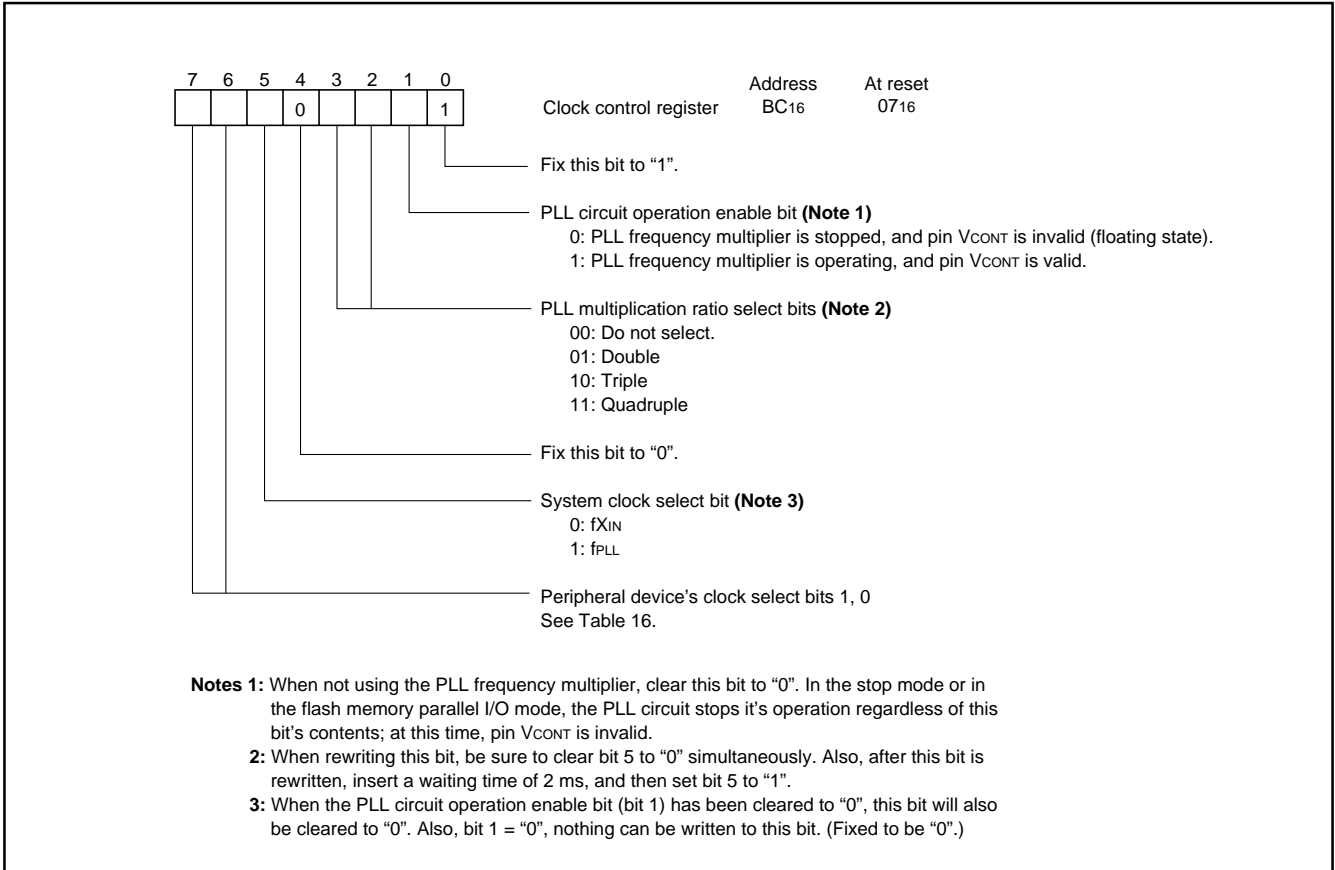 7 6 5 4 3 2 1 0
0 1
Address At reset
Clock control register BC16 0716
Fix this bit to “1”.
PLL circuit operation enable bit (Note 1)
0: PLL frequency multiplier is stopped, and pin VCONT is invalid (floating state).
1: PLL frequency multiplier is operating, and pin VCONT is valid.
PLL multiplication ratio select bits (Note 2)
00: Do not select.
01: Double
10: Triple
11: Quadruple
Fix this bit to “0”.
System clock select bit (Note 3)
0: fXIN
1: fPLL
Peripheral device’s clock select bits 1, 0
See Table 16.
Notes 1: When not using the PLL frequency multiplier, clear this bit to “0”. In the stop mode or in
the flash memory parallel I/O mode, the PLL circuit stops it’s operation regardless of this
bit’s contents; at this time, pin VCONT is invalid.
2: When rewriting this bit, be sure to clear bit 5 to “0” simultaneously. Also, after this bit is
rewritten, insert a waiting time of 2 ms, and then set bit 5 to “1”.
3: When the PLL circuit operation enable bit (bit 1) has been cleared to “0”, this bit will also
be cleared to “0”. Also, bit 1 = “0”, nothing can be written to this bit. (Fixed to be “0”.)